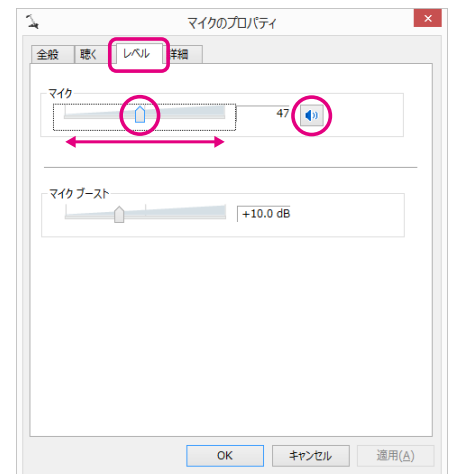 マイクのプロパティ
全般 聴く レベル 詳細
マイク
47
マイク ブースト
+10.0 dB
OK キャンセル 適用(A)